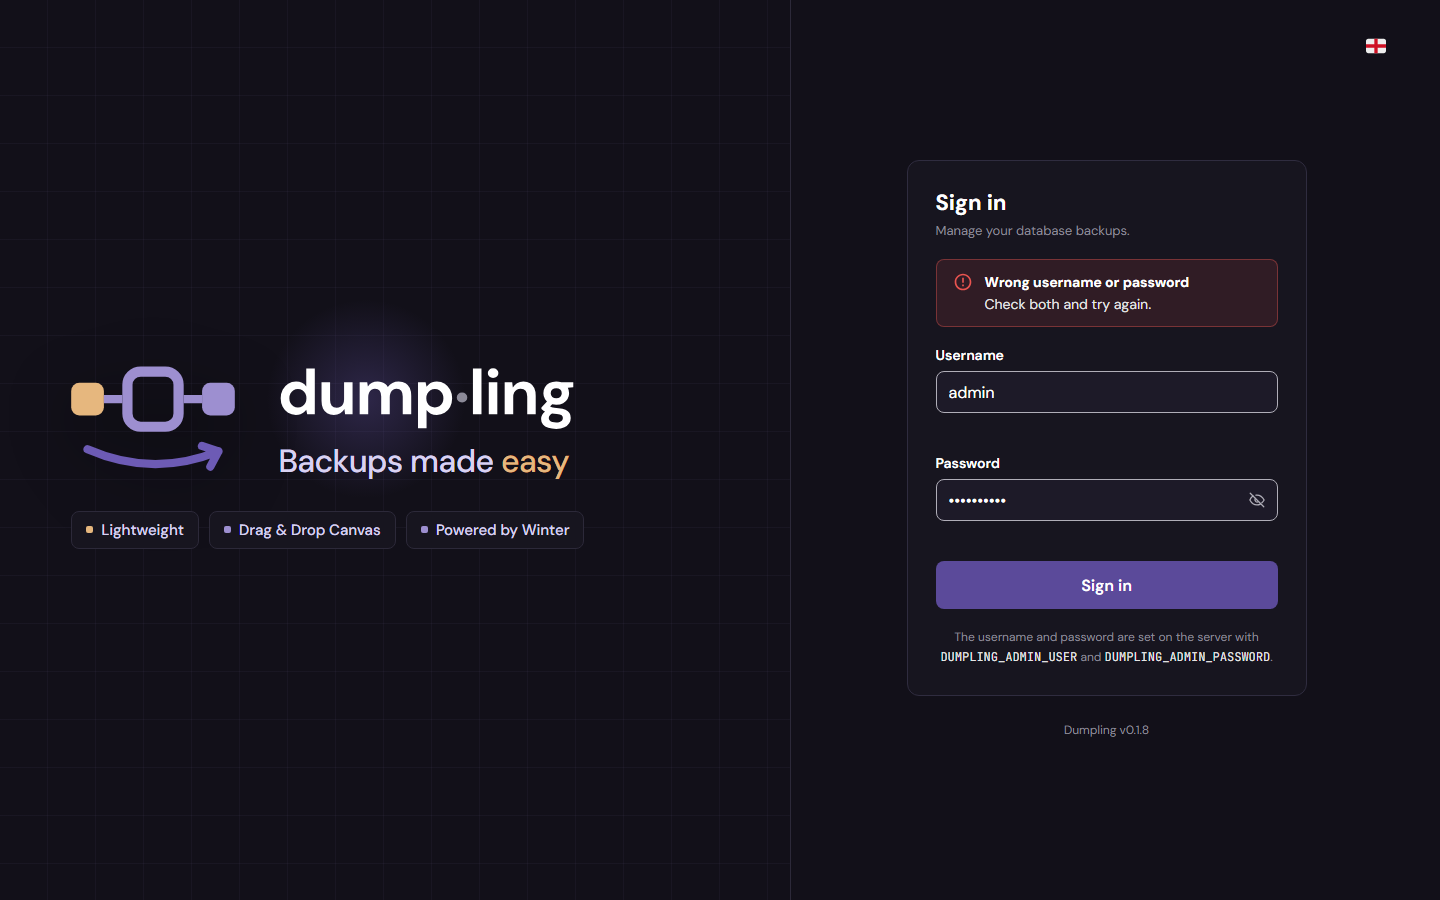 dump·ling
Backups made easy
Lightweight
Drag & Drop Canvas
Powered by Winter
Sign in
Manage your database backups.
Wrong username or password
Check both and try again.
Username
admin
Password
••••••••••
Sign in
The username and password are set on the server with
DUMPLING_ADMIN_USER and DUMPLING_ADMIN_PASSWORD.
Dumpling v0.1.8